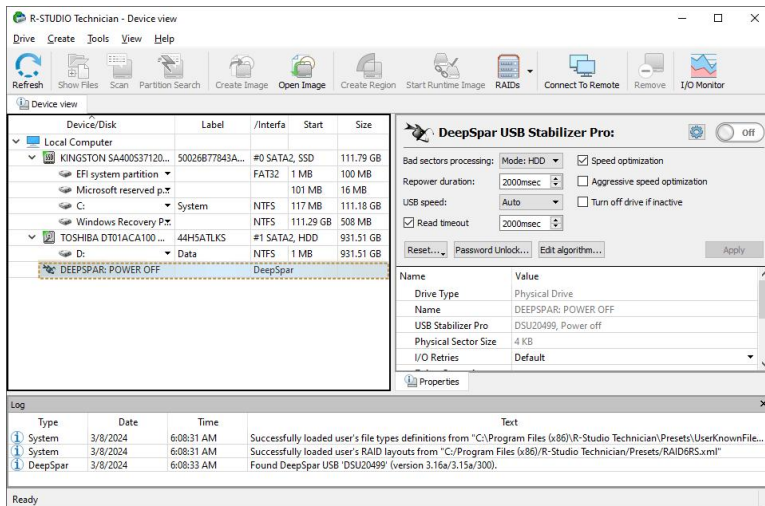 R-STUDIO Technician - Device view
Drive Create Tools View Help
Refresh Show Files Scan Partition Search Create Image Open Image Create Region Start Runtime Image RAIDs Connect To Remote Remove I/O Monitor
Device view
Device/Disk Label /Interfa Start Size
Local Computer
KINGSTON SA400S37120... 50026B77843A... #0 SATA2, SSD 111.79 GB
EFI system partition FAT32 1 MB 100 MB
Microsoft reserved p... 101 MB 16 MB
C: System NTFS 117 MB 111.18 GB
Windows Recovery P... NTFS 111.29 GB 508 MB
TOSHIBA DT01ACA100 ... 44H5ATLKS #1 SATA2, HDD 931.51 GB
D: Data NTFS 1 MB 931.51 GB
DEEPSPAR: POWER OFF DeepSpar
DeepSpar USB Stabilizer Pro: Off
Bad sectors processing: Mode: HDD Speed optimization
Repower duration: 2000msec Aggressive speed optimization
USB speed: Auto Turn off drive if inactive
Read timeout 2000msec
Reset... Password Unlock... Edit algorithm... Apply
Name Value
Drive Type Physical Drive
Name DEEPSPAR: POWER OFF
USB Stabilizer Pro DSU20499, Power off
Physical Sector Size 4 KB
I/O Retries Default
Properties
Log
Type Date Time Text
System 3/8/2024 6:08:31 AM Successfully loaded user's file types definitions from "C:\Program Files (x86)\R-Studio Technician\Presets\UserKnownFile...
System 3/8/2024 6:08:31 AM Successfully loaded user's RAID layouts from "C:/Program Files (x86)/R-Studio Technician/Presets/RAID6RS.xml"
DeepSpar 3/8/2024 6:08:33 AM Found DeepSpar USB 'DSU20499' (version 3.16a/3.15a/300).
Ready